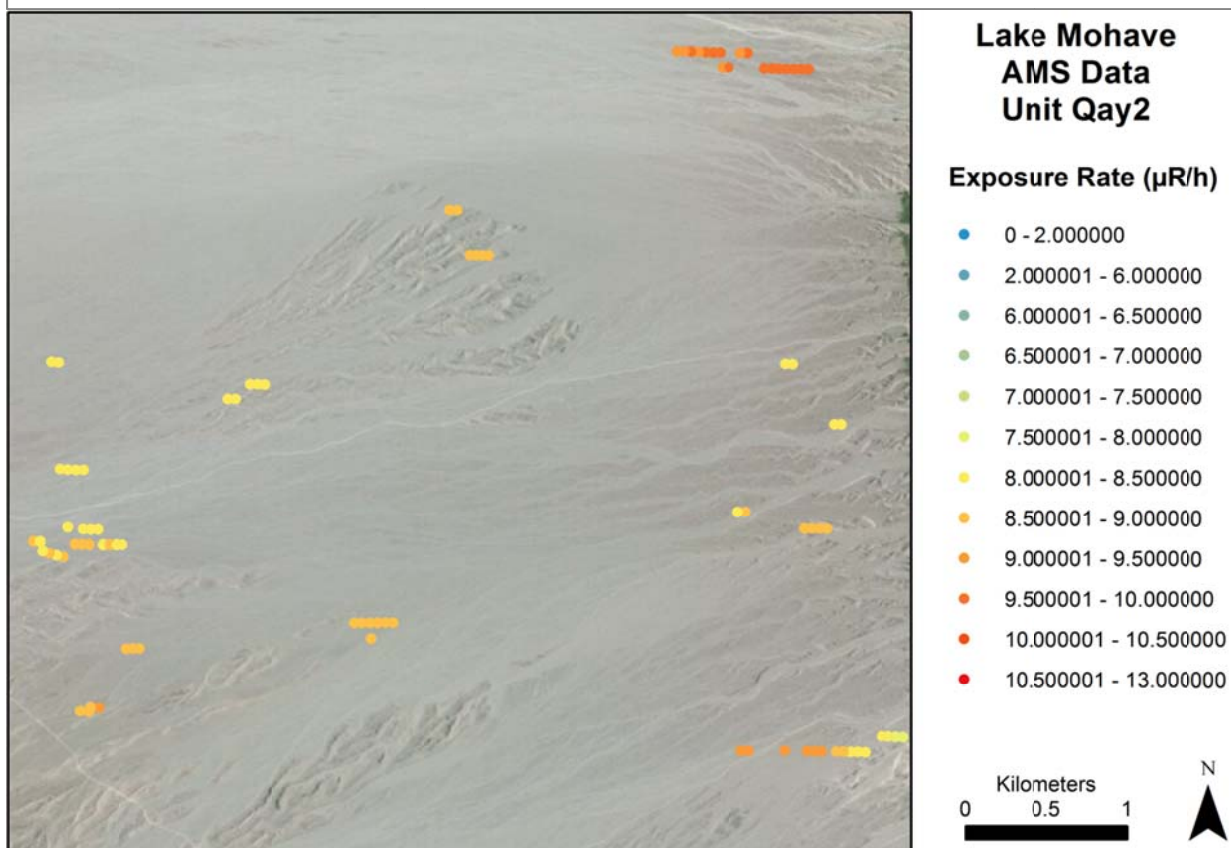 Lake Mohave
AMS Data
Unit Qay2
Exposure Rate (µR/h)
0 - 2.000000
2.000001 - 6.000000
6.000001 - 6.500000
6.500001 - 7.000000
7.000001 - 7.500000
7.500001 - 8.000000
8.000001 - 8.500000
8.500001 - 9.000000
9.000001 - 9.500000
9.500001 - 10.000000
10.000001 - 10.500000
10.500001 - 13.000000
N
Kilometers
0 0.5 1